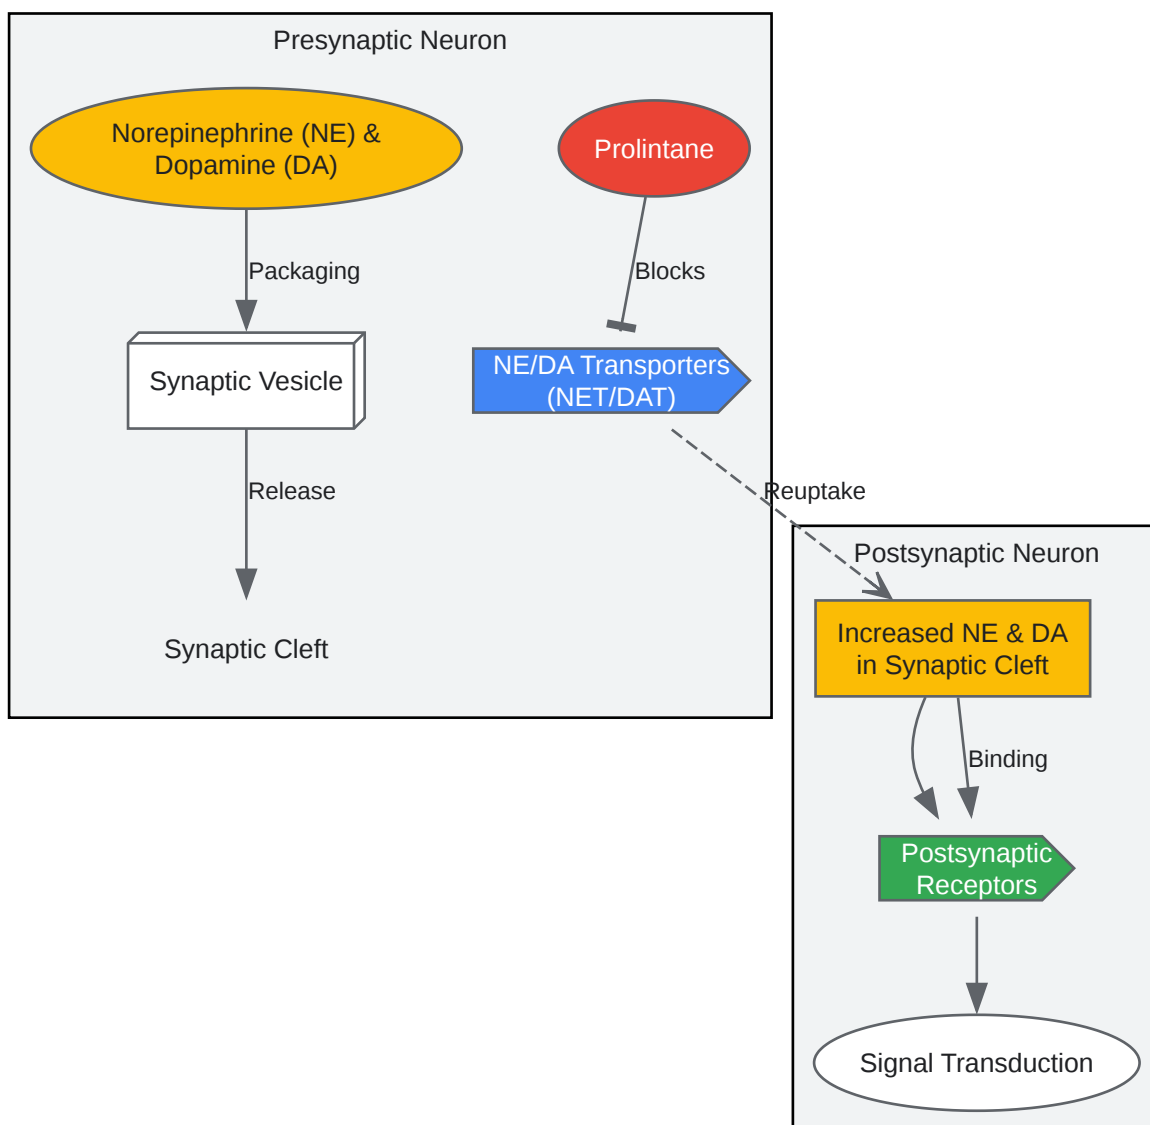 Presynaptic Neuron
Norepinephrine (NE) &
Dopamine (DA)
Prolintane
Packaging
Blocks
Synaptic Vesicle
NE/DA Transporters
(NET/DAT)
Release
Reuptake
Synaptic Cleft
Postsynaptic Neuron
Increased NE & DA
in Synaptic Cleft
Binding
Postsynaptic
Receptors
Signal Transduction